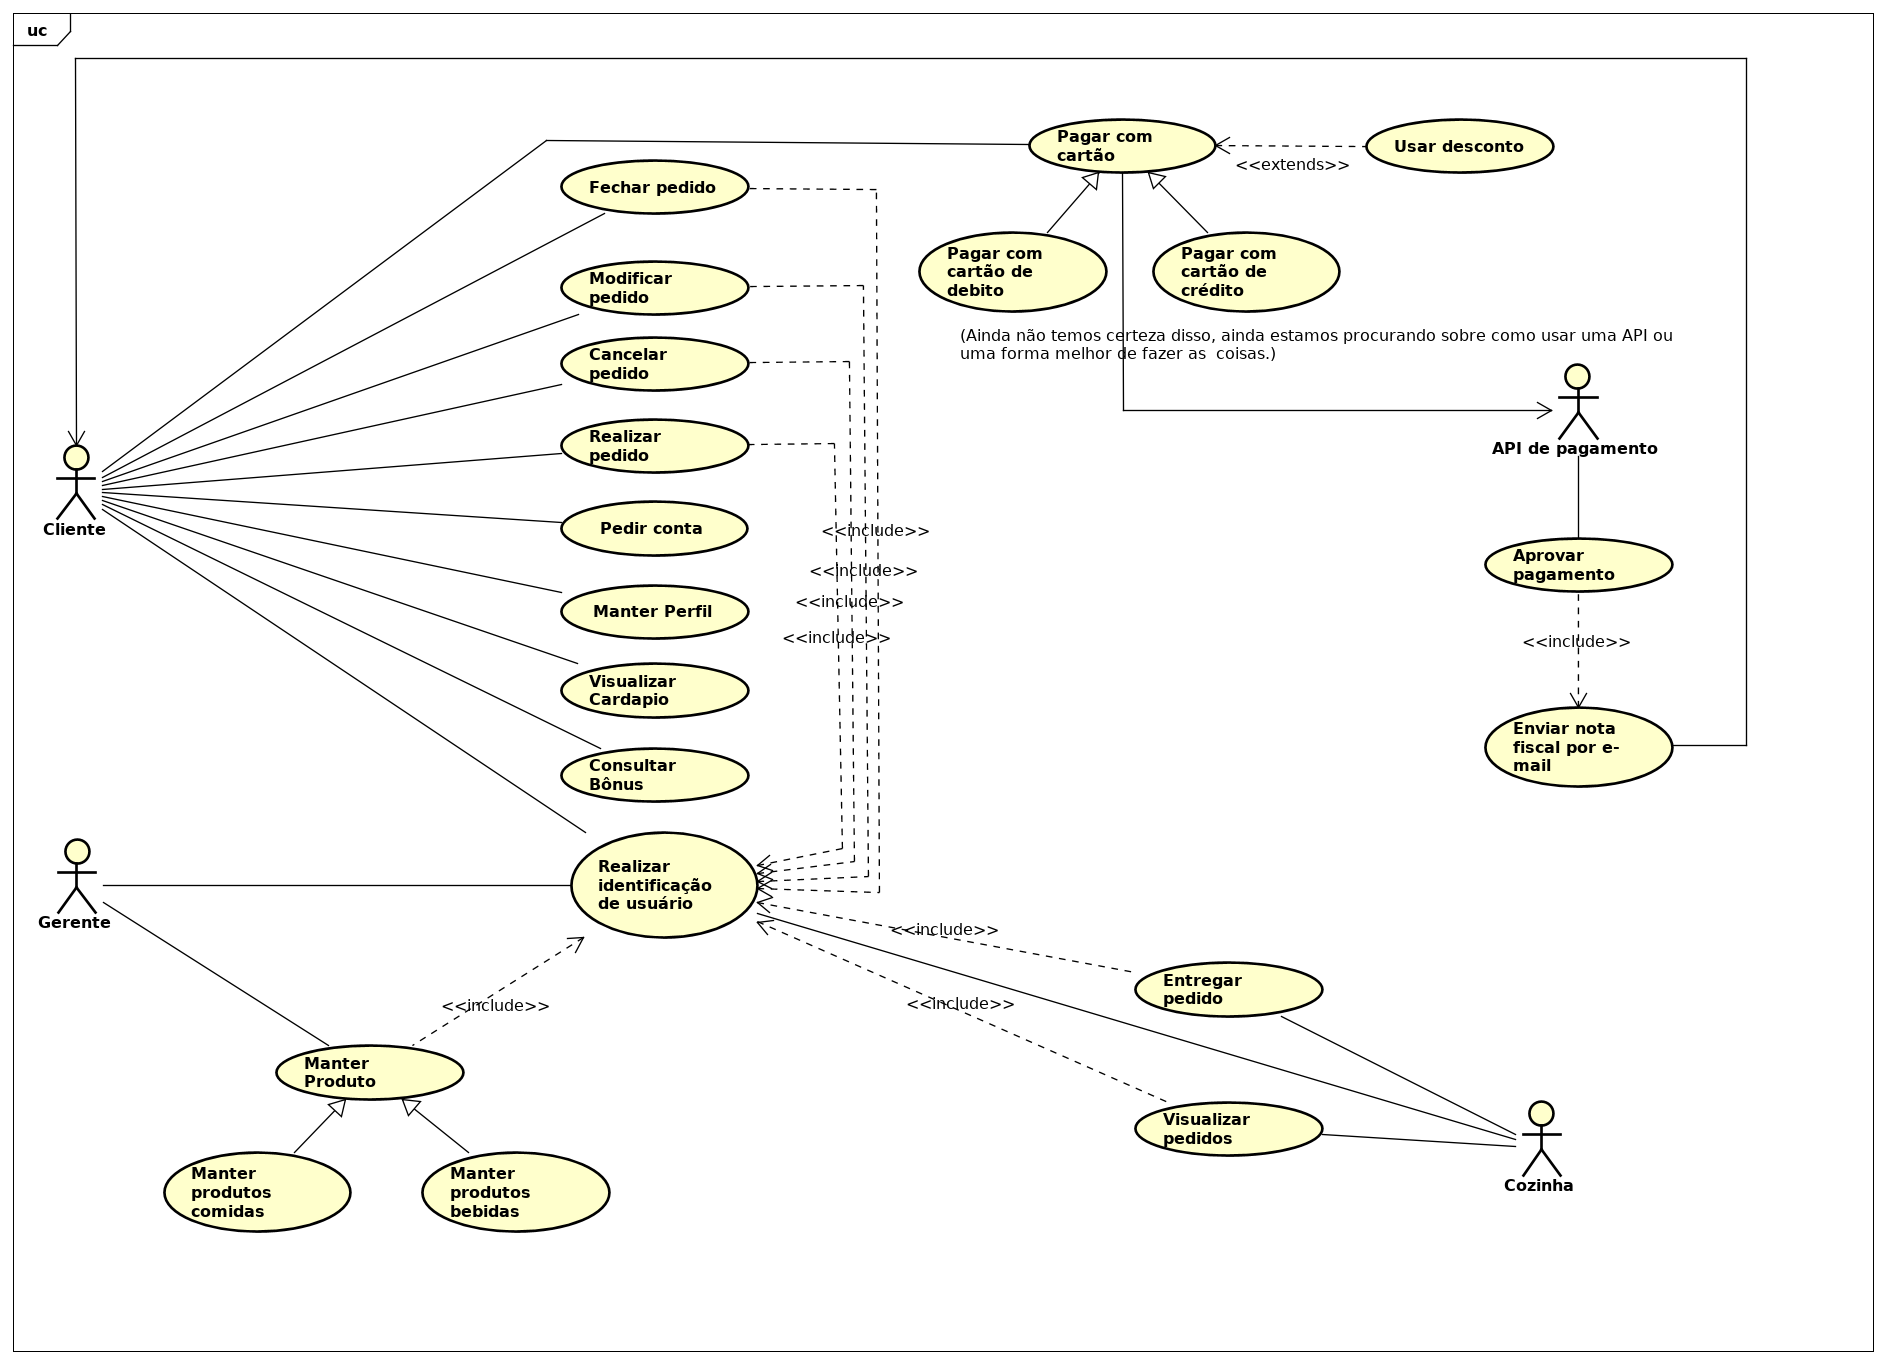 uc
Pagar com
cartão
Usar desconto
<<extends>>
Fechar pedido
Pagar com
cartão de
debito
Pagar com
cartão de
crédito
Modificar
pedido
(Ainda não temos certeza disso, ainda estamos procurando sobre como usar uma API ou
uma forma melhor de fazer as  coisas.)
Cancelar
pedido
Realizar
pedido
API de pagamento
Cliente
Pedir conta
<<include>>
<<include>>
<<include>>
<<include>>
Aprovar
pagamento
Manter Perfil
<<include>>
Visualizar
Cardapio
Enviar nota
fiscal por e-
mail
Consultar
Bônus
Realizar
identificação
de usuário
Gerente
<<include>>
<<include>>
<<include>>
Entregar
pedido
Manter
Produto
Visualizar
pedidos
Cozinha
Manter
produtos
comidas
Manter
produtos
bebidas